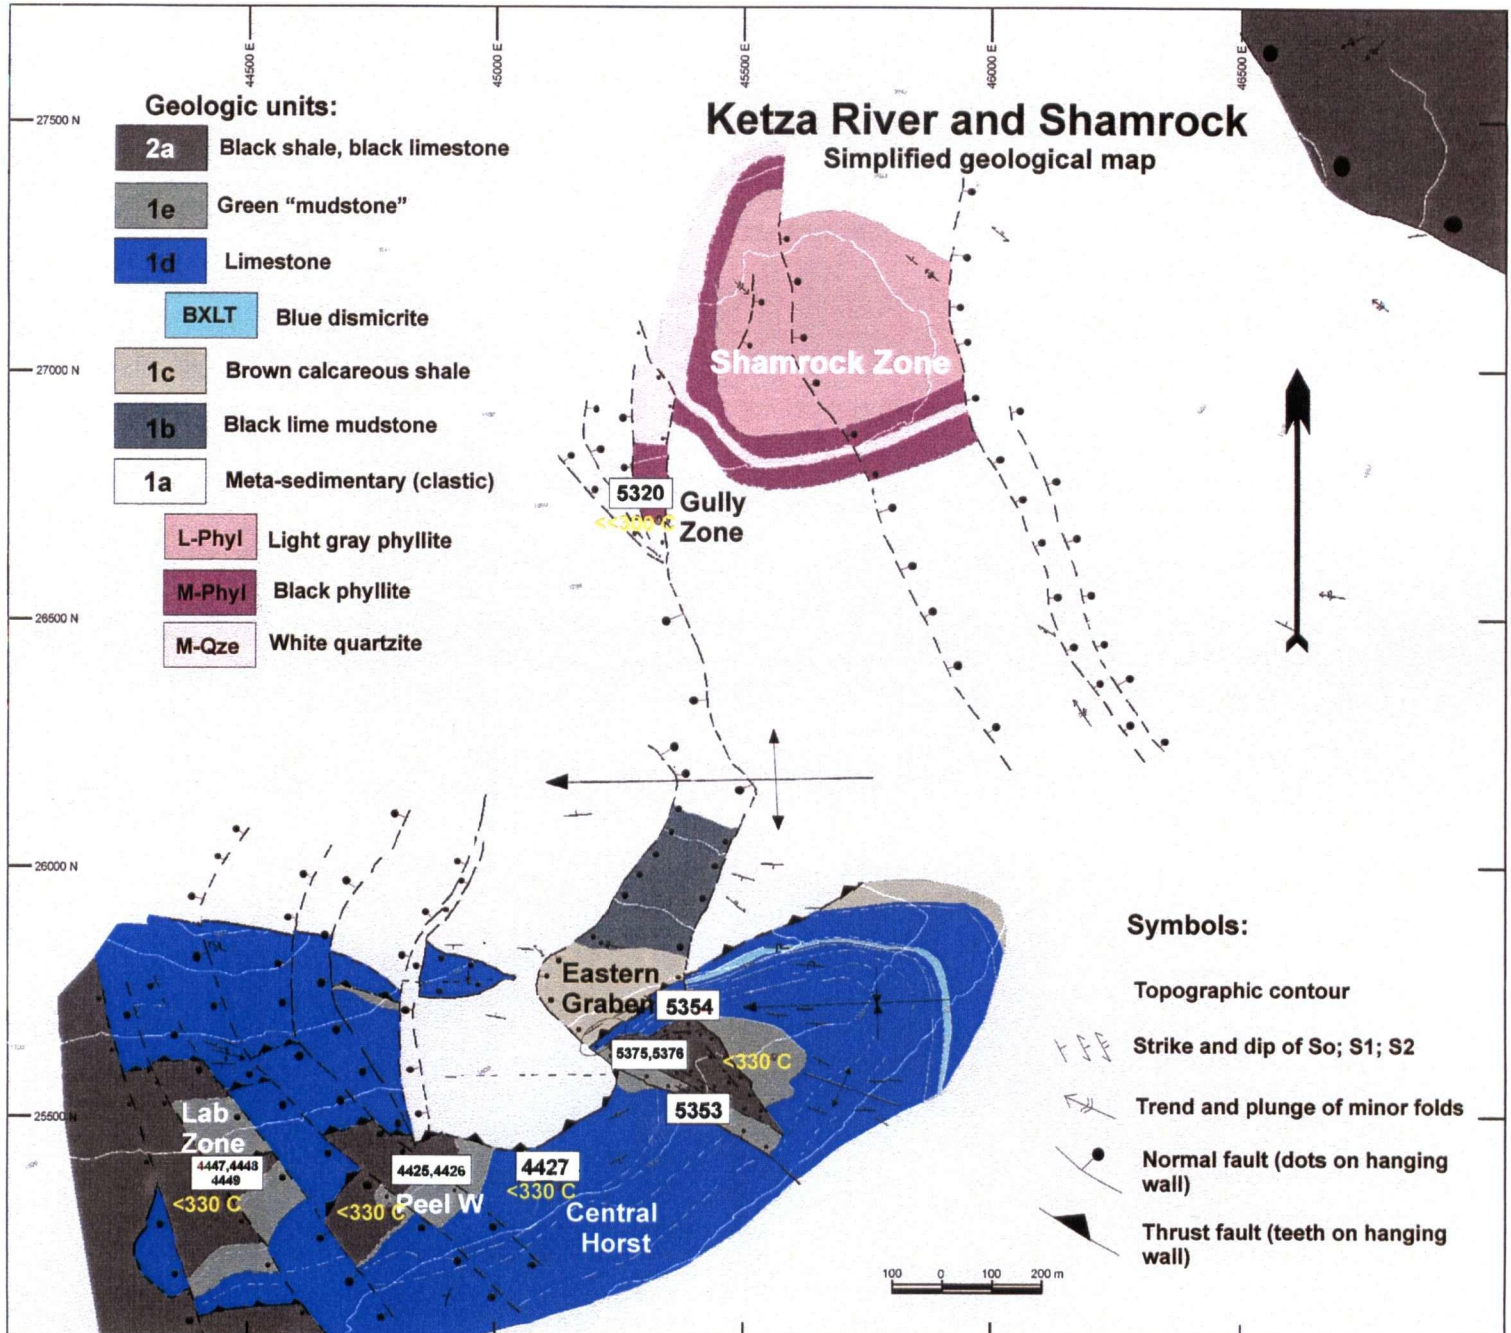 44500 E
45000 E
45500 E
46000 E
46500 E
27500 N
27000 N
26500 N
26000 N
25500 N
Ketza River and Shamrock
Simplified geological map
Geologic units:
2a Black shale, black limestone
1e Green “mudstone”
1d Limestone
BXLT Blue dismicrite
1c Brown calcareous shale
1b Black lime mudstone
1a Meta-sedimentary (clastic)
L-Phyl Light gray phyllite
M-Phyl Black phyllite
M-Qze White quartzite
Shamrock Zone
5320
<<300 C
Gully
Zone
Eastern
Graben
5354
5375,5376
<330 C
5353
Lab
Zone
4447,4448
4449
<330 C
4425,4426
<330 C
Peel W
4427
<330 C
Central
Horst
Symbols:
Topographic contour
Strike and dip of So; S1; S2
Trend and plunge of minor folds
Normal fault (dots on hanging
wall)
Thrust fault (teeth on hanging
wall)
100 0 100 200 m